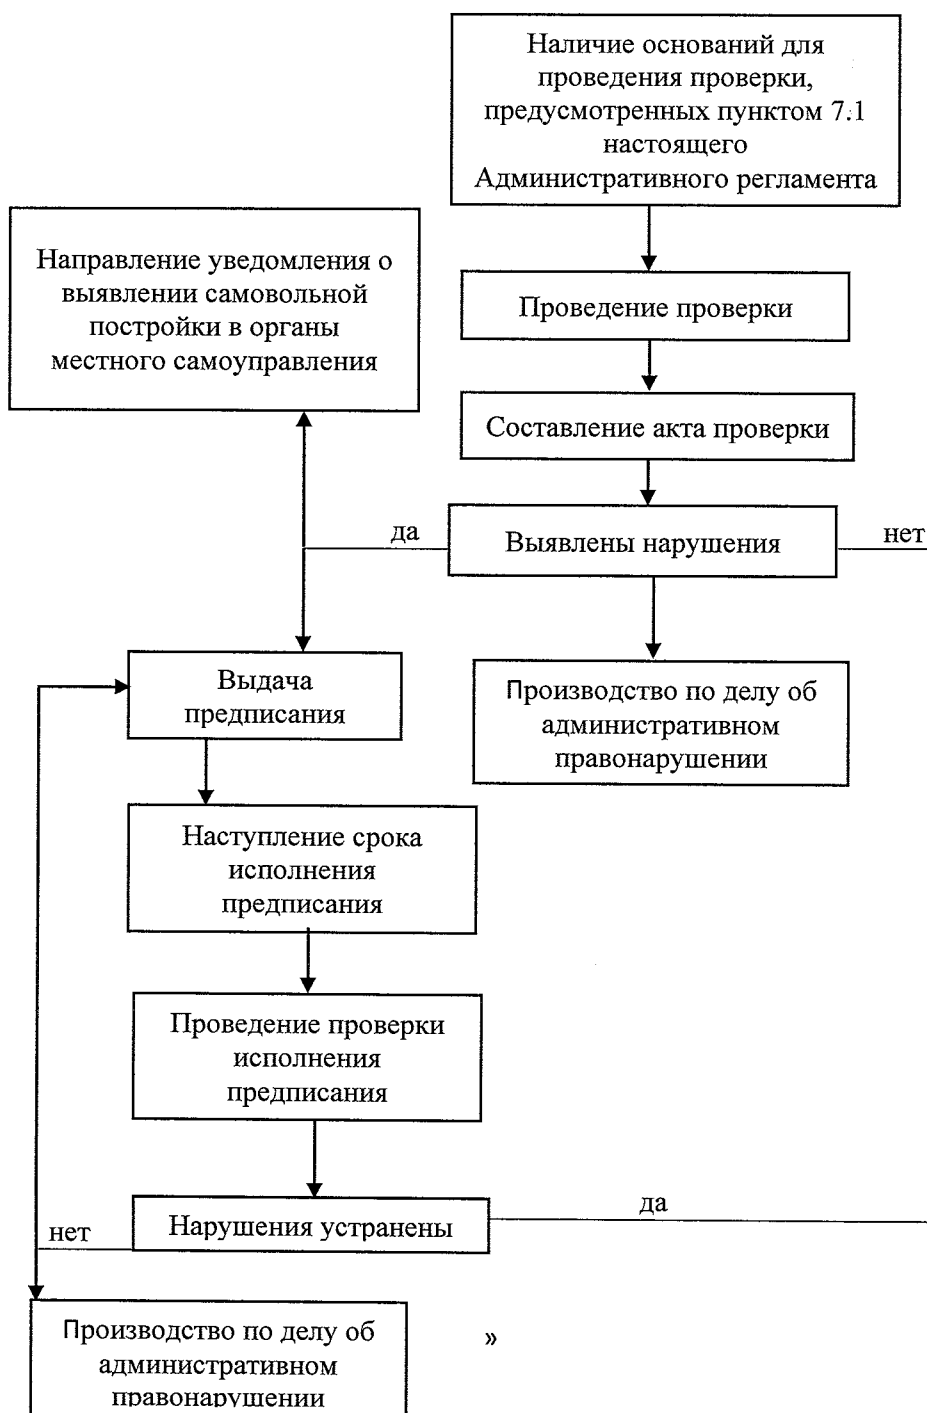 Наличие оснований для
проведения проверки,
предусмотренных пунктом 7.1
настоящего
Административного регламента
Направление уведомления о
выявлении самовольной
постройки в органы
местного самоуправления
Проведение проверки
Составление акта проверки
да
Выявлены нарушения
нет
Выдача
предписания
Производство по делу об
административном
правонарушении
Наступление срока
исполнения
предписания
Проведение проверки
исполнения
предписания
нет
Нарушения устранены
да
Производство по делу об
административном
правонарушении
»